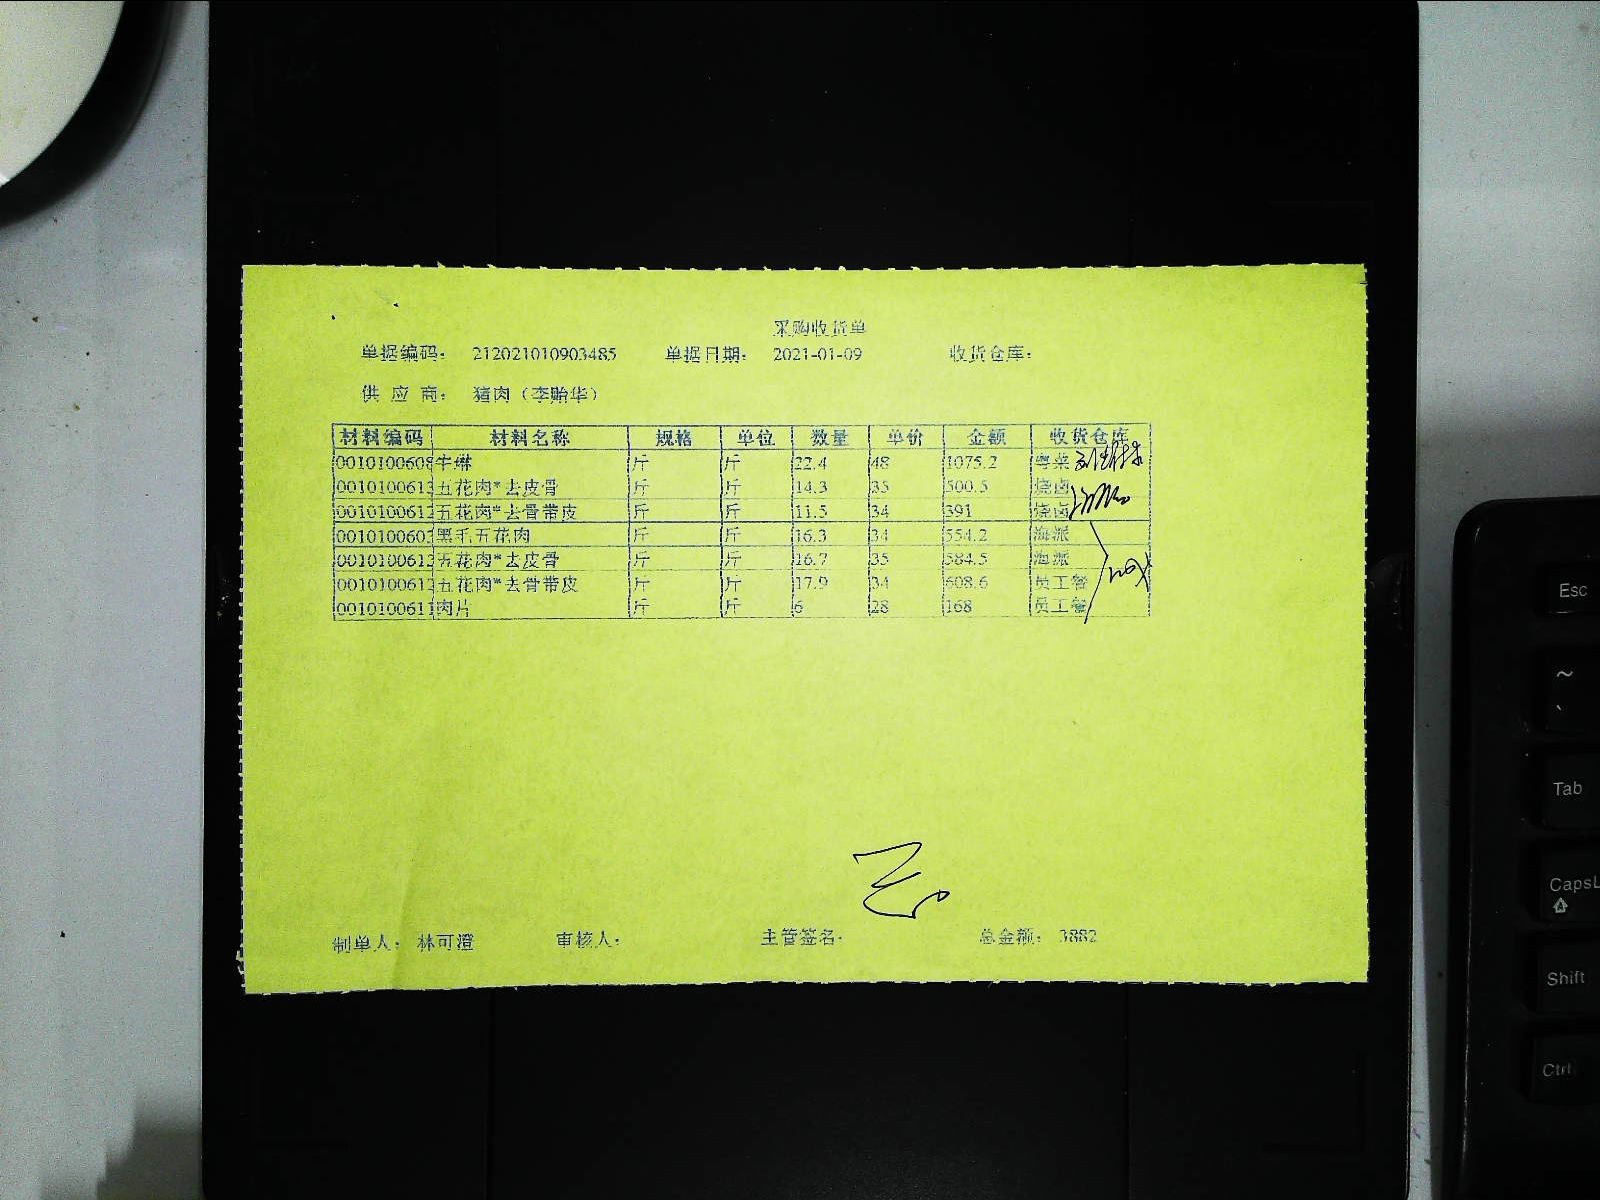 采购收货单
单据编码： 212021010903485 单据日期： 2021-01-09 收货仓库：
供 应 商： 猪肉（李贻华）
材料编码 材料名称 规格 单位 数量 单价 金额 收货仓库
0010100608 牛𦟌 斤 斤 22.4 48 1075.2 粤菜
0010100613 五花肉*去皮骨 斤 斤 14.3 35 500.5 烧卤
0010100612 五花肉*去骨带皮 斤 斤 11.5 34 391 烧卤
0010100603 黑毛五花肉 斤 斤 16.3 34 554.2 海派
0010100613 五花肉*去皮骨 斤 斤 16.7 35 584.5 海派
0010100612 五花肉*去骨带皮 斤 斤 17.9 34 608.6 员工餐
0010100611 肉片 斤 斤 6 28 168 员工餐
制单人： 林可澄 审核人： 主管签名： 总金额： 3882
Esc
~
`
Tab
CapsL
Shift
Ctrl